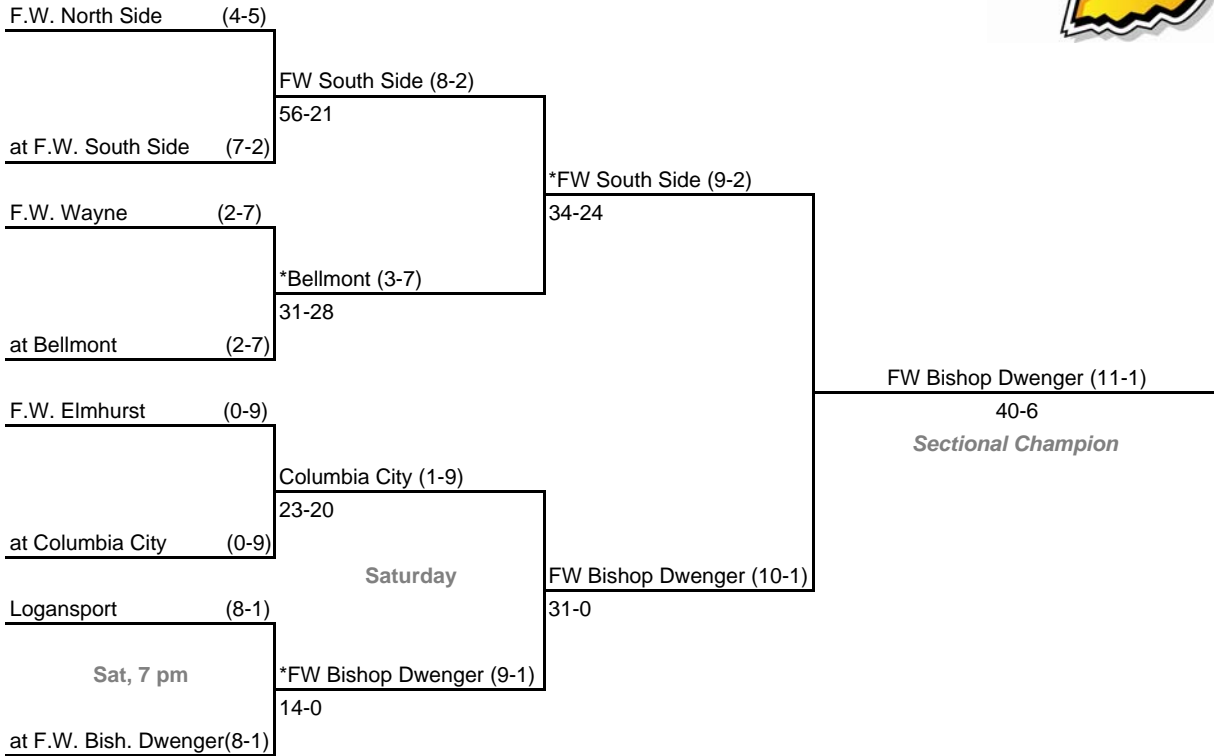 F.W. North Side (4-5)
FW South Side (8-2)
56-21
at F.W. South Side (7-2)
*FW South Side (9-2)
34-24
F.W. Wayne (2-7)
*Bellmont (3-7)
31-28
at Bellmont (2-7)
FW Bishop Dwenger (11-1)
40-6
Sectional Champion
F.W. Elmhurst (0-9)
Columbia City (1-9)
23-20
at Columbia City (0-9)
Saturday
FW Bishop Dwenger (10-1)
31-0
Logansport (8-1)
Sat, 7 pm
*FW Bishop Dwenger (9-1)
14-0
at F.W. Bish. Dwenger(8-1)